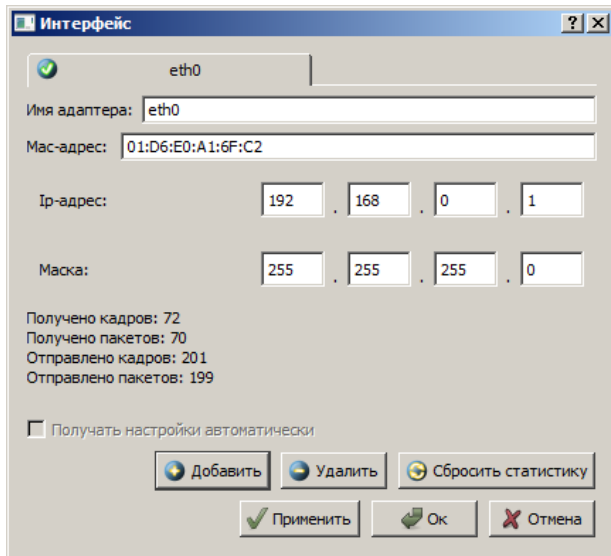 Интерфейс
eth0
Имя адаптера: eth0
Mac-адрес: 01:D6:E0:A1:6F:C2
Ip-адрес: 192 . 168 . 0 . 1
Маска: 255 . 255 . 255 . 0
Получено кадров: 72
Получено пакетов: 70
Отправлено кадров: 201
Отправлено пакетов: 199
Получать настройки автоматически
Добавить Удалить Сбросить статистику
Применить Ок Отмена